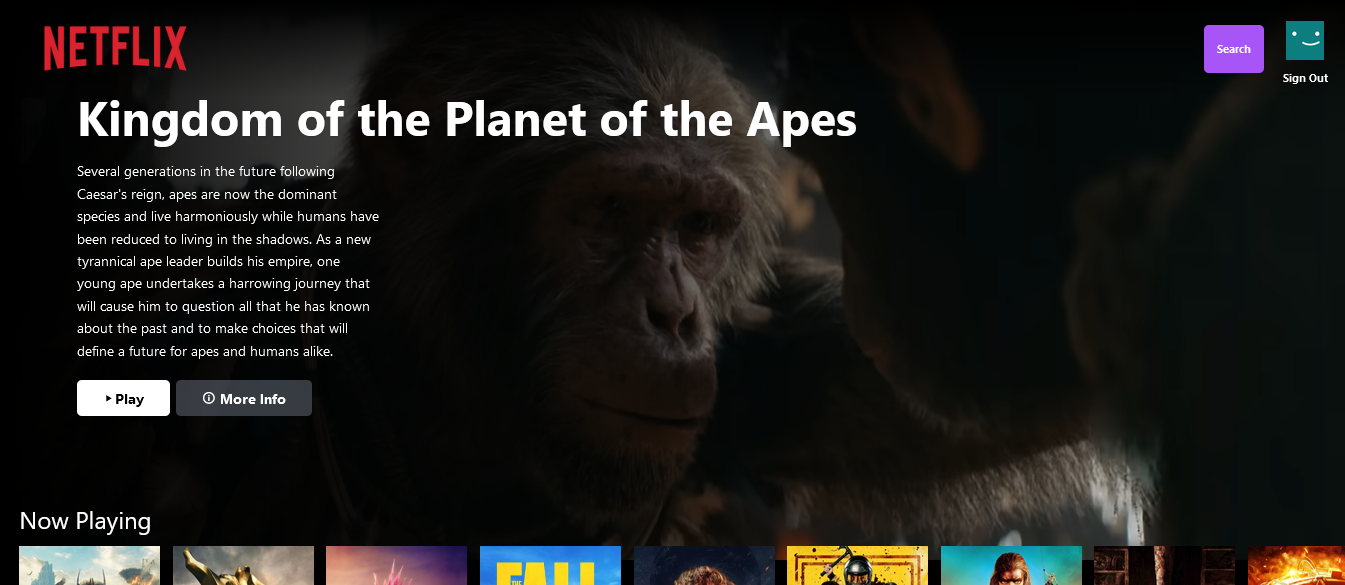 NETFLIX
Search
Sign Out
Kingdom of the Planet of the Apes
Several generations in the future following
Caesar's reign, apes are now the dominant
species and live harmoniously while humans have
been reduced to living in the shadows. As a new
tyrannical ape leader builds his empire, one
young ape undertakes a harrowing journey that
will cause him to question all that he has known
about the past and to make choices that will
define a future for apes and humans alike.
Play
More Info
Now Playing
THE
FALL